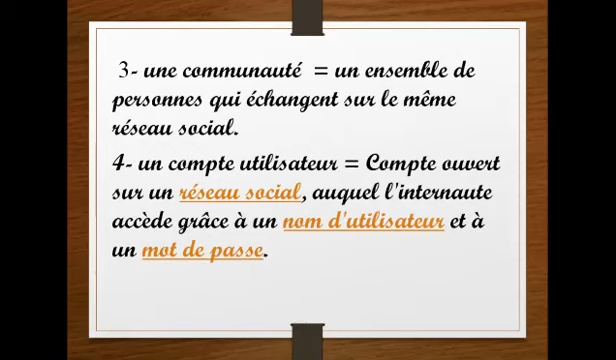 3- une communauté = un ensemble de
personnes qui échangent sur le même
réseau social.
4- un compte utilisateur = Compte ouvert
sur un réseau social, auquel l'internaute
accède grâce à un nom d'utilisateur et à
un mot de passe.